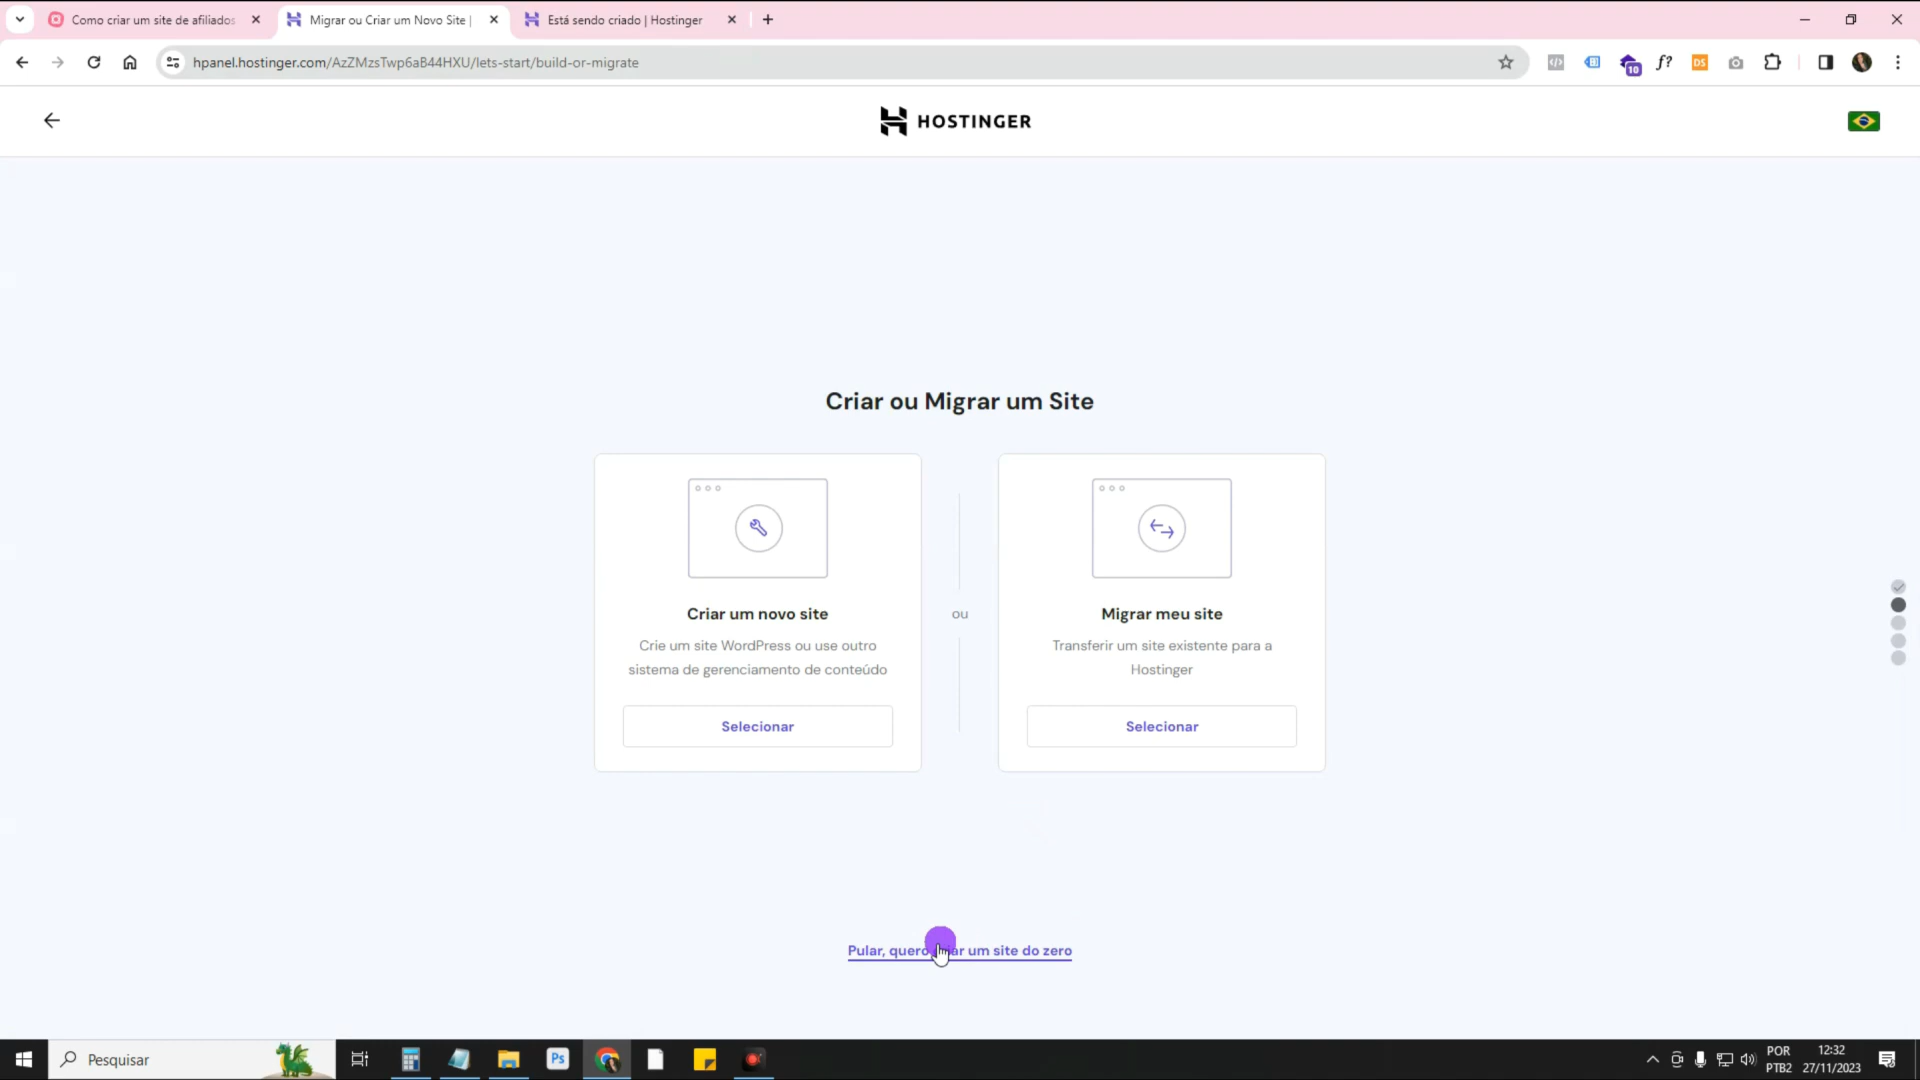 Como criar um site de afiliados
Migrar ou Criar um Novo Site |
Está sendo criado | Hostinger
hpanel.hostinger.com/AzZMzsTwp6aB44HXU/lets-start/build-or-migrate
10
f?
DS
HOSTINGER
Criar ou Migrar um Site
Criar um novo site
Crie um site WordPress ou use outro
sistema de gerenciamento de conteúdo
Selecionar
ou
Migrar meu site
Transferir um site existente para a
Hostinger
Selecionar
Pular, quero um site do zero
Pesquisar
Ps
POR
PTB2
12:32
27/11/2023